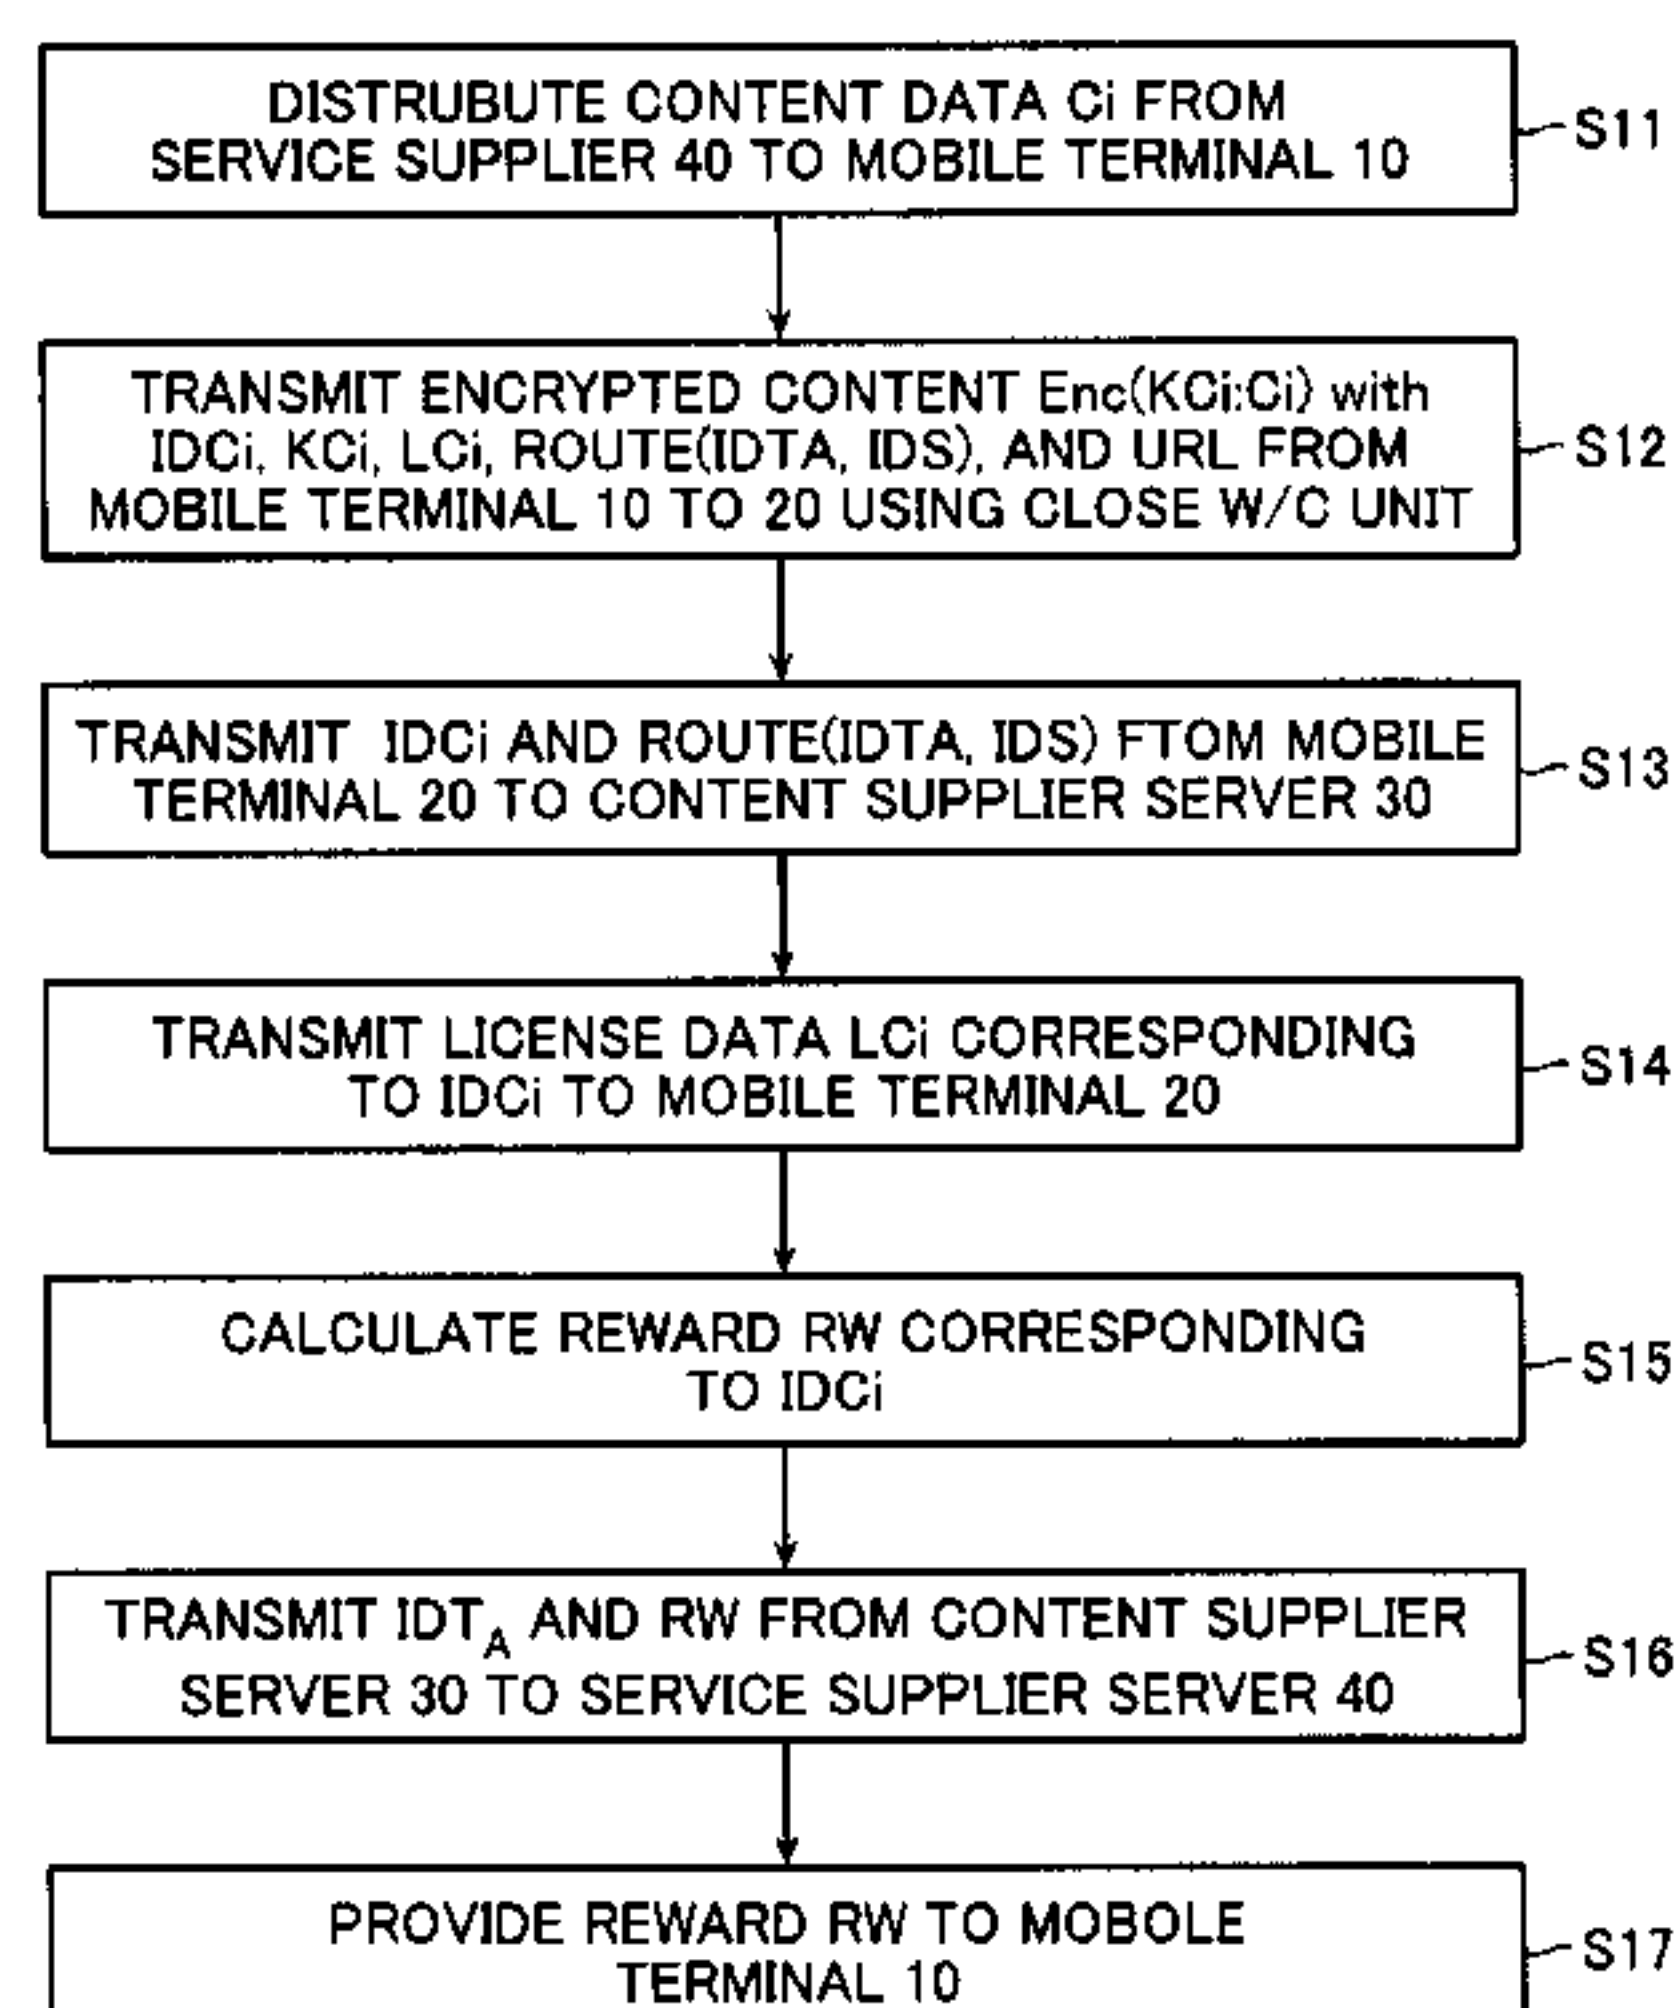 DISTRUBUTE CONTENT DATA Ci FROM
SERVICE SUPPLIER 40 TO MOBILE TERMINAL 10
S11
TRANSMIT ENCRYPTED CONTENT Enc(KCi:Ci) with
IDCi, KCi, LCi, ROUTE(IDTA, IDS), AND URL FROM
MOBILE TERMINAL 10 TO 20 USING CLOSE W/C UNIT
S12
TRANSMIT IDCi AND ROUTE(IDTA, IDS) FTOM MOBILE
TERMINAL 20 TO CONTENT SUPPLIER SERVER 30
S13
TRANSMIT LICENSE DATA LCi CORRESPONDING
TO IDCi TO MOBILE TERMINAL 20
S14
CALCULATE REWARD RW CORRESPONDING
TO IDCi
S15
TRANSMIT IDTA AND RW FROM CONTENT SUPPLIER
SERVER 30 TO SERVICE SUPPLIER SERVER 40
S16
PROVIDE REWARD RW TO MOBOLE
TERMINAL 10
S17